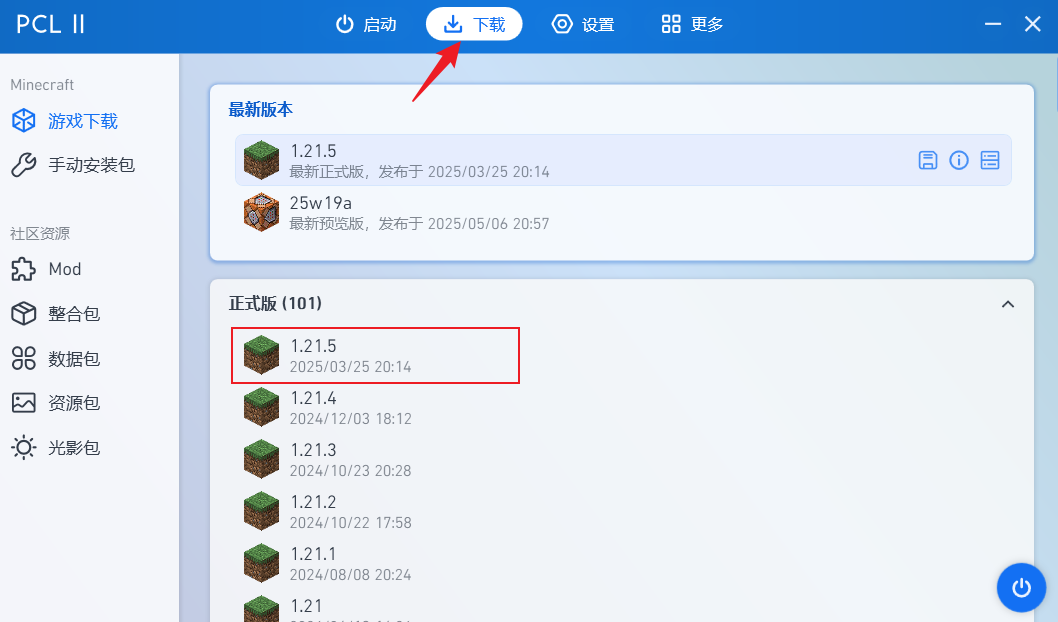 PCL II
启动
下载
设置
更多
Minecraft
游戏下载
手动安装包
社区资源
Mod
整合包
数据包
资源包
光影包
最新版本
1.21.5
最新正式版，发布于 2025/03/25 20:14
25w19a
最新预览版，发布于 2025/05/06 20:57
正式版 (101)
1.21.5
2025/03/25 20:14
1.21.4
2024/12/03 18:12
1.21.3
2024/10/23 20:28
1.21.2
2024/10/22 17:58
1.21.1
2024/08/08 20:24
1.21